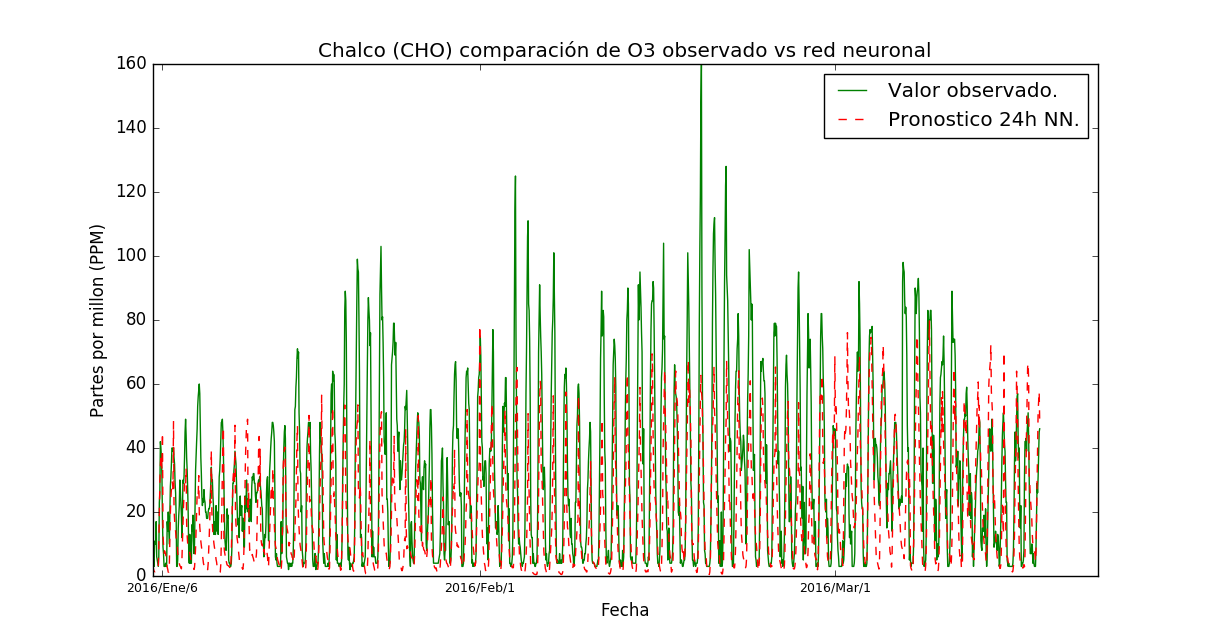 Chalco (CHO) comparación de O3 observado vs red neuronal
160
140
120
100
80
60
40
20
0
Partes por millon (PPM)
Valor observado.
Pronostico 24h NN.
2016/Ene/6
2016/Feb/1
2016/Mar/1
Fecha